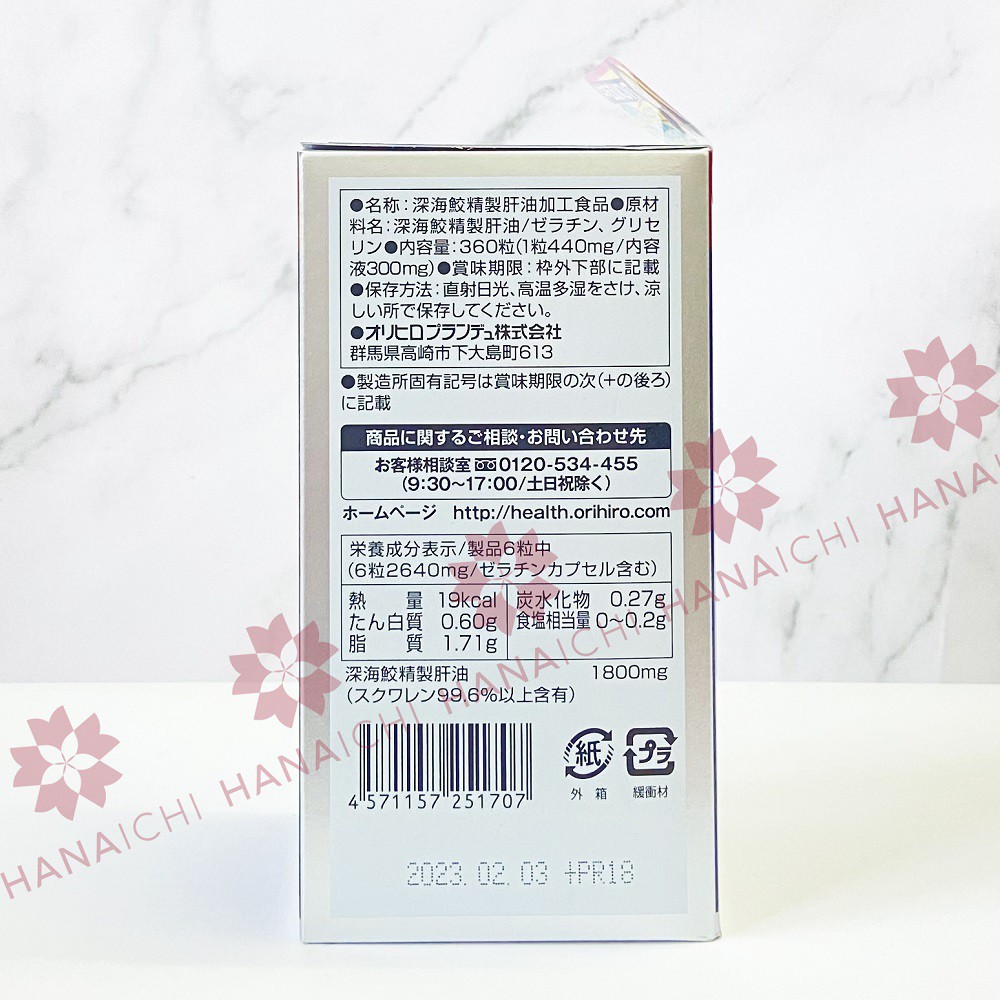 ●名称：深海鮫精製肝油加工食品●原材
料名：深海鮫精製肝油/ゼラチン、グリセ
リン●内容量：360粒(1粒440mg/内容
液300mg)●賞味期限：枠外下部に記載
●保存方法：直射日光、高温多湿をさけ、涼
しい所で保存してください。
●オリヒロプランデュ株式会社
群馬県高崎市下大島町613
●製造所固有記号は賞味期限の次(+の後ろ)
に記載
商品に関するご相談・お問い合わせ先
お客様相談室 0120-534-455
(9:30〜17:00/土日祝除く)
ホームページ http://health.orihiro.com
栄養成分表示/製品6粒中
(6粒2640mg/ゼラチンカプセル含む)
熱量 19kcal 炭水化物 0.27g
たん白質 0.60g 食塩相当量 0〜0.2g
脂質 1.71g
深海鮫精製肝油 1800mg
(スクワレン99.6%以上含有)
4 571157 251707
紙 プラ
外箱 緩衝材
2023. 02. 03 +PR18
HANAICHI HANAICHI HANAICHI HANAICHI